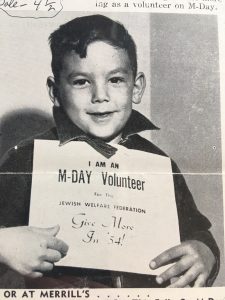 ing as a volunteer on M-Day.
I AM AN
M-DAY Volunteer
For The
JEWISH WELFARE FEDERATION
Give More
In '54!
OR AT MERRILL'S . . . . . .